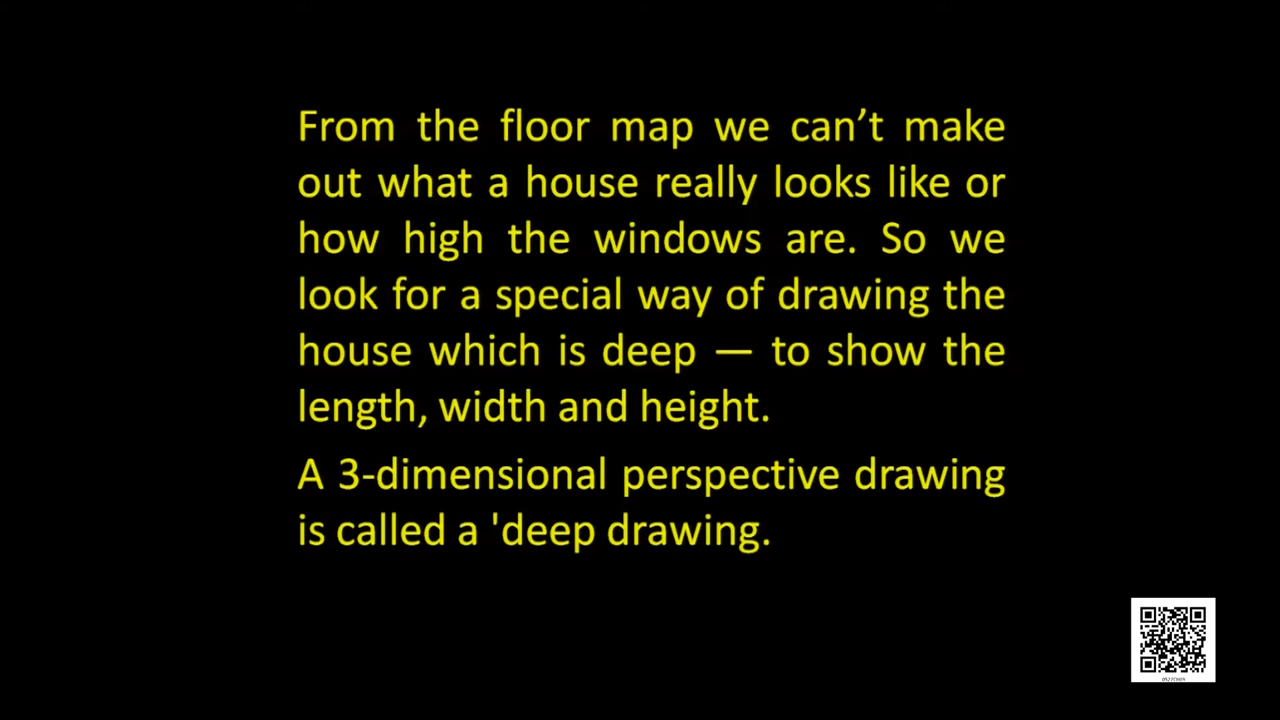 From the floor map we can’t make
out what a house really looks like or
how high the windows are. So we
look for a special way of drawing the
house which is deep — to show the
length, width and height.
A 3-dimensional perspective drawing
is called a 'deep drawing.